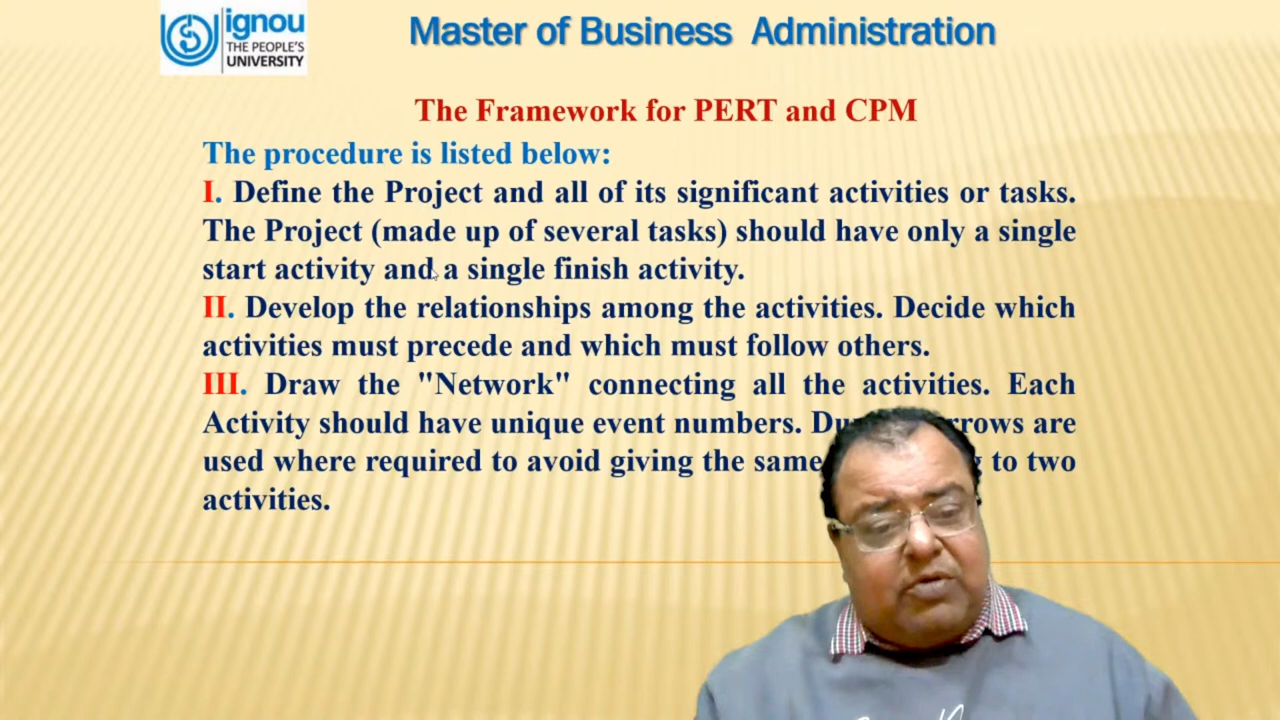 ignou
THE PEOPLE'S
UNIVERSITY
Master of Business Administration
The Framework for PERT and CPM
The procedure is listed below:
I. Define the Project and all of its significant activities or tasks.
The Project (made up of several tasks) should have only a single
start activity and a single finish activity.
II. Develop the relationships among the activities. Decide which
activities must precede and which must follow others.
III. Draw the "Network" connecting all the activities. Each
Activity should have unique event numbers. are
used where required to avoid giving the same to two
activities.